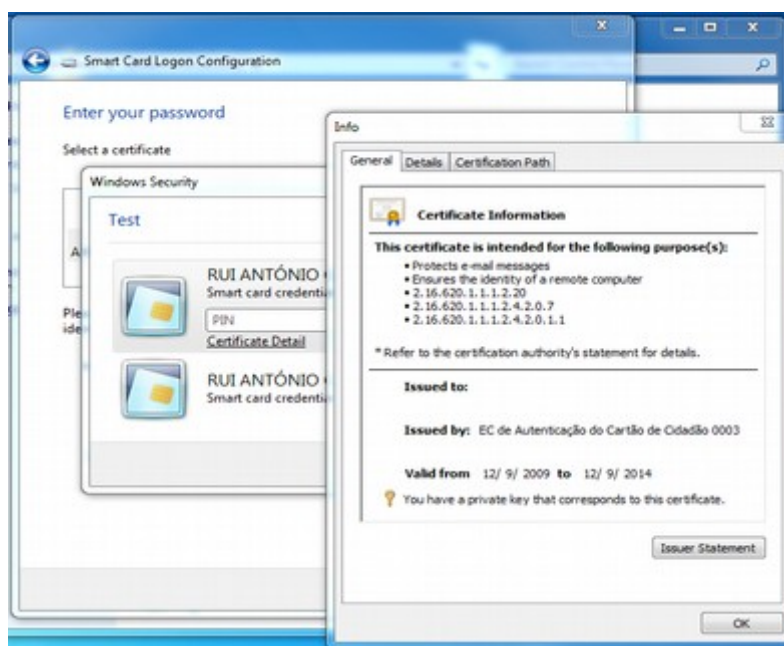 Smart Card Logon Configuration
Enter your password
Select a certificate
Windows Security
Test
RUI ANTÓNIO
Smart card credentia
PIN
Certificate Detail
RUI ANTÓNIO
Smart card credentia
Ple
ide
Info
General Details Certification Path
Certificate Information
This certificate is intended for the following purpose(s):
• Protects e-mail messages
• Ensures the identity of a remote computer
• 2.16.620.1.1.1.2.20
• 2.16.620.1.1.1.2.4.2.0.7
• 2.16.620.1.1.1.2.4.2.0.1.1
* Refer to the certification authority's statement for details.
Issued to:
Issued by: EC de Autenticação do Cartão de Cidadão 0003
Valid from 12/ 9/ 2009 to 12/ 9/ 2014
You have a private key that corresponds to this certificate.
Issuer Statement
OK